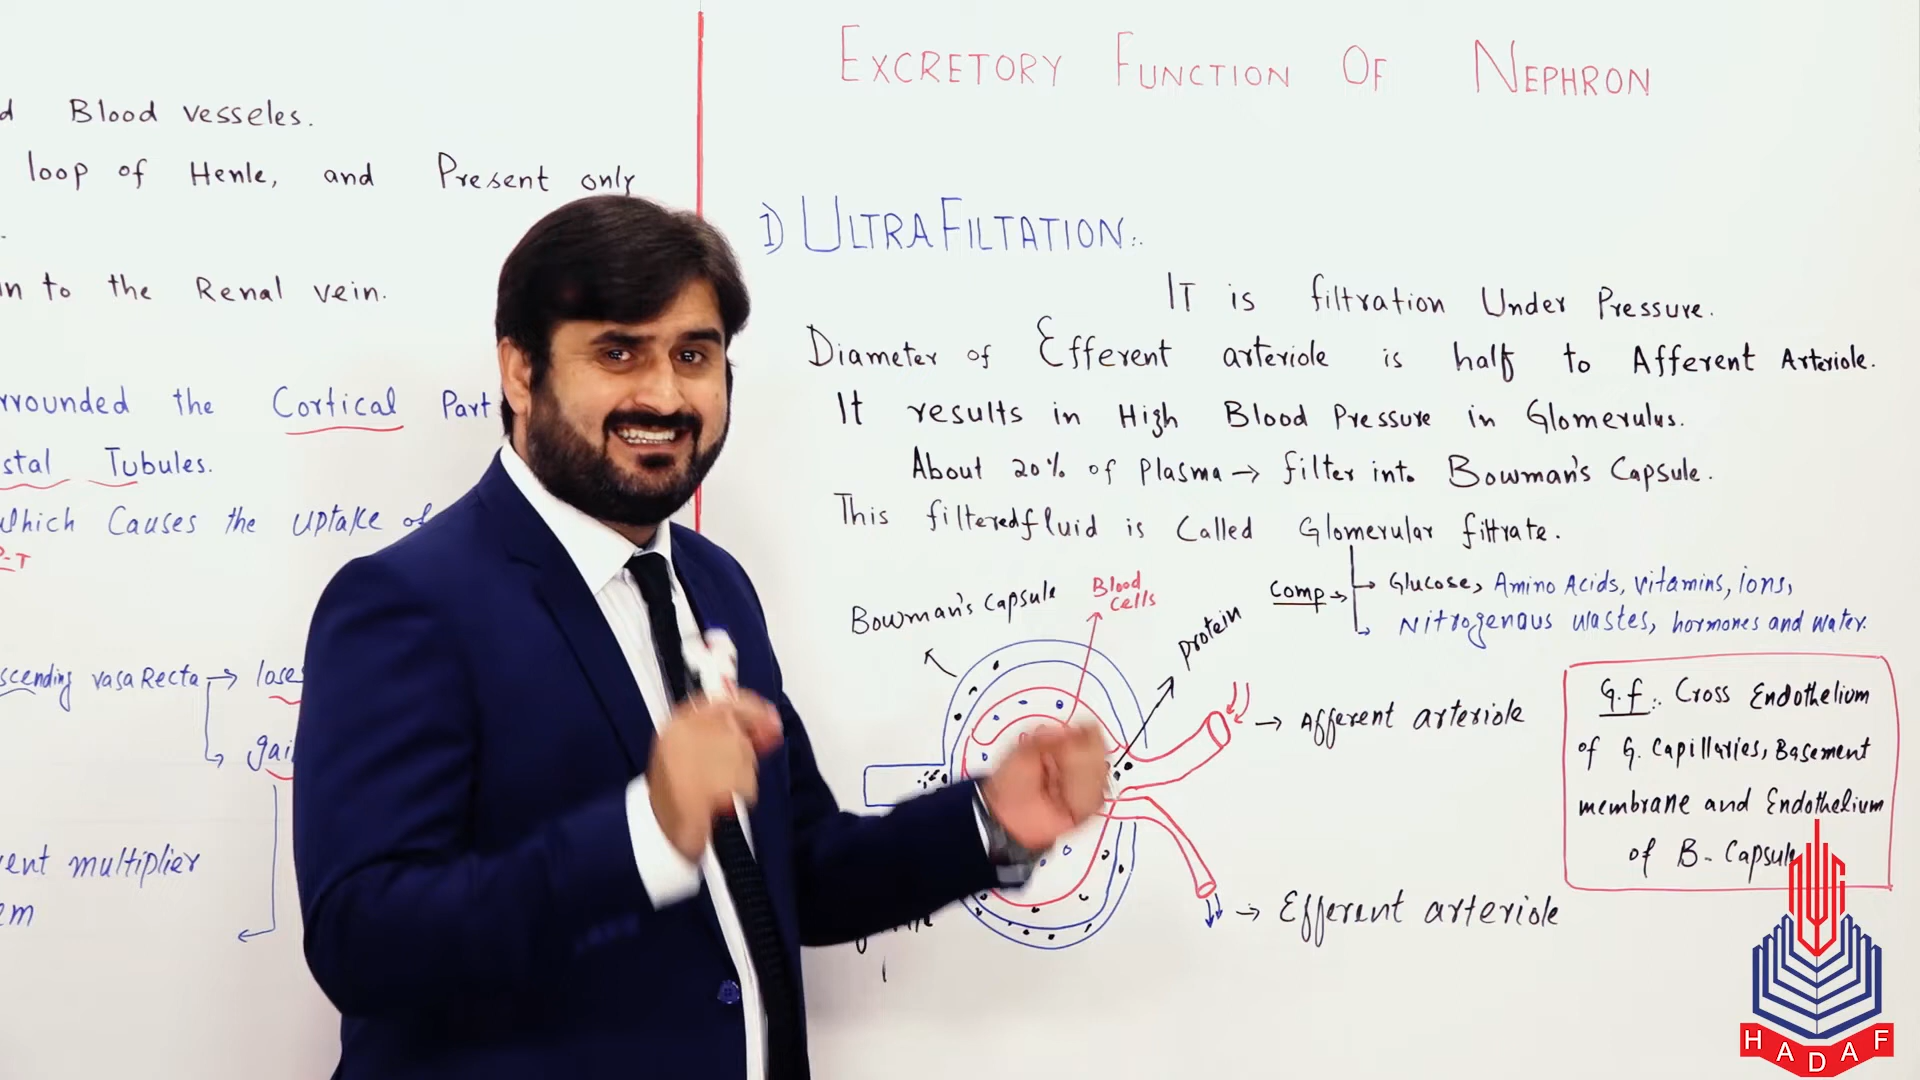 d Blood vesseles.
loop of Henle, and Present only
n to the Renal vein.
rrounded the Cortical Part
stal Tubules.
which Causes the uptake of
P-T
scending vasa Recta → loses
gai
ent multiplier
em
EXCRETORY FUNCTION OF NEPHRON
1) ULTRAFILTATION:.
IT is filtration Under Pressure.
Diameter of Efferent arteriole is half to Afferent Arteriole.
It results in High Blood Pressure in Glomerulus.
About 20% of Plasma → filter into Bowman's Capsule.
This filteredfluid is Called Glomerular filtrate.
Comp → Glucose, Amino Acids, vitamins, ions,
Nitrogenous wastes, hormones and water.
Bowman's Capsule
Blood
Cells
protein
→ Afferent arteriole
→ Efferent arteriole
G.f:. Cross Endothelium
of G. Capillaries, Basement
membrane and Endothelium
of B- Capsule
HADAF